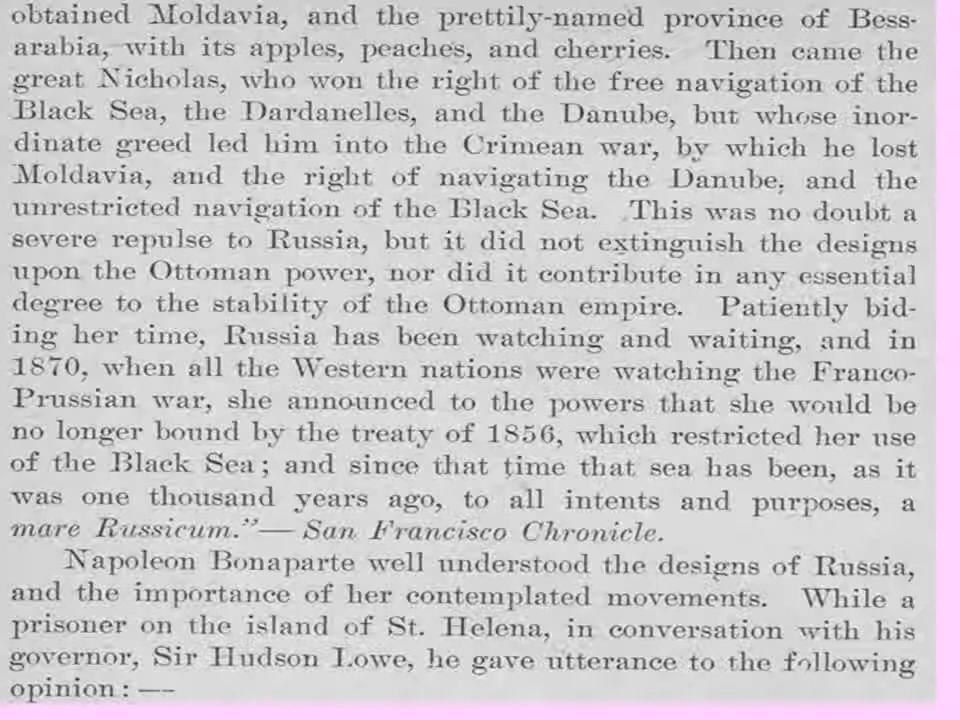 obtained Moldavia, and the prettily-named province of Bess-
arabia, with its apples, peaches, and cherries. Then came the
great Nicholas, who won the right of the free navigation of the
Black Sea, the Dardanelles, and the Danube, but whose inor-
dinate greed led him into the Crimean war, by which he lost
Moldavia, and the right of navigating the Danube, and the
unrestricted navigation of the Black Sea. This was no doubt a
severe repulse to Russia, but it did not extinguish the designs
upon the Ottoman power, nor did it contribute in any essential
degree to the stability of the Ottoman empire. Patiently bid-
ing her time, Russia has been watching and waiting, and in
1870, when all the Western nations were watching the Franco-
Prussian war, she announced to the powers that she would be
no longer bound by the treaty of 1856, which restricted her use
of the Black Sea; and since that time that sea has been, as it
was one thousand years ago, to all intents and purposes, a
mare Russicum.”— San Francisco Chronicle.
Napoleon Bonaparte well understood the designs of Russia,
and the importance of her contemplated movements. While a
prisoner on the island of St. Helena, in conversation with his
governor, Sir Hudson Lowe, he gave utterance to the following
opinion: —–